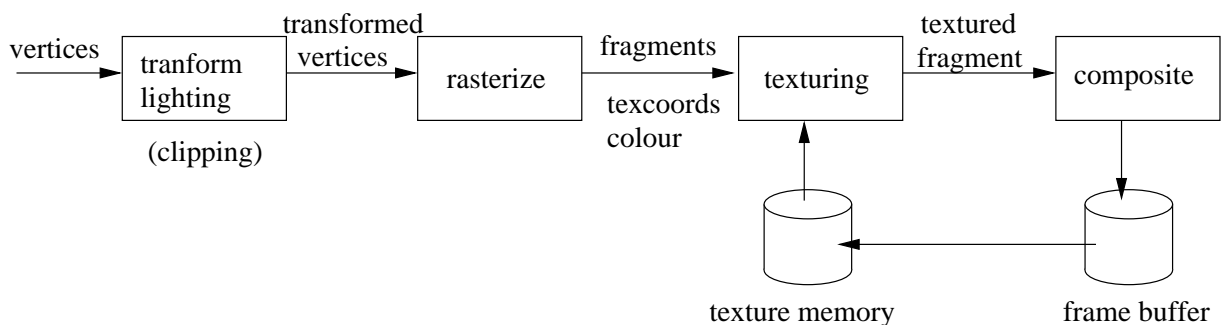 vertices
tranform
lighting
(clipping)
transformed
vertices
rasterize
fragments
texcoords
colour
texturing
textured
fragment
composite
texture memory
frame buffer